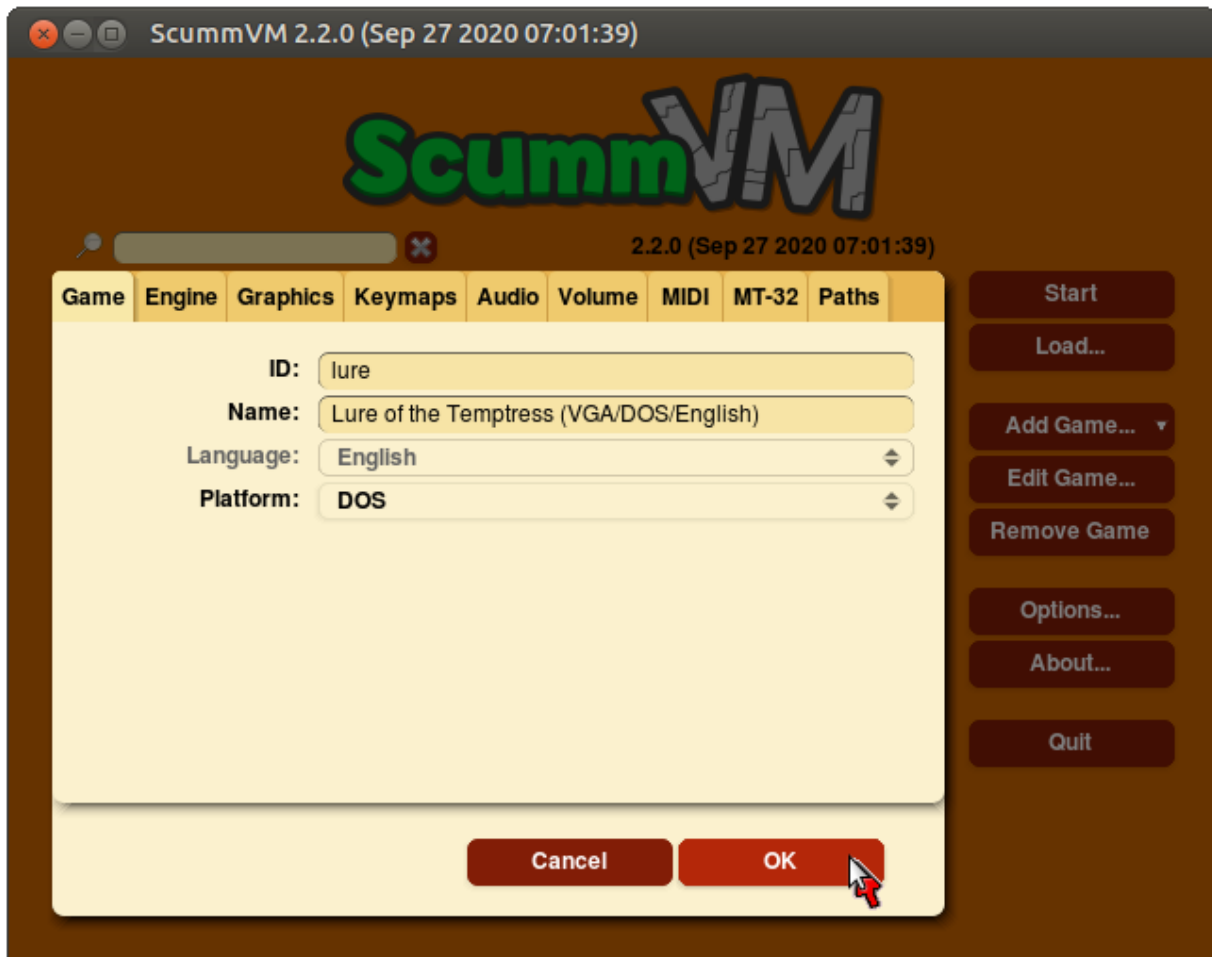 ScummVM 2.2.0 (Sep 27 2020 07:01:39)
ScummVM
2.2.0 (Sep 27 2020 07:01:39)
Game Engine Graphics Keymaps Audio Volume MIDI MT-32 Paths
ID: lure
Name: Lure of the Temptress (VGA/DOS/English)
Language: English
Platform: DOS
Cancel OK
Start
Load...
Add Game...
Edit Game...
Remove Game
Options...
About...
Quit